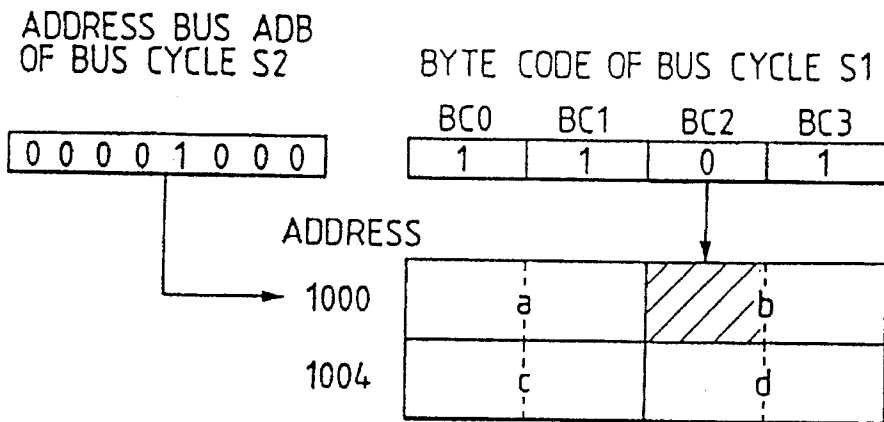 ADDRESS BUS ADB
OF BUS CYCLE S2
BYTE CODE OF BUS CYCLE S1
BC0 BC1 BC2 BC3
0 0 0 0 1 0 0 0
1 1 0 1
ADDRESS
1000 a b
1004 c d